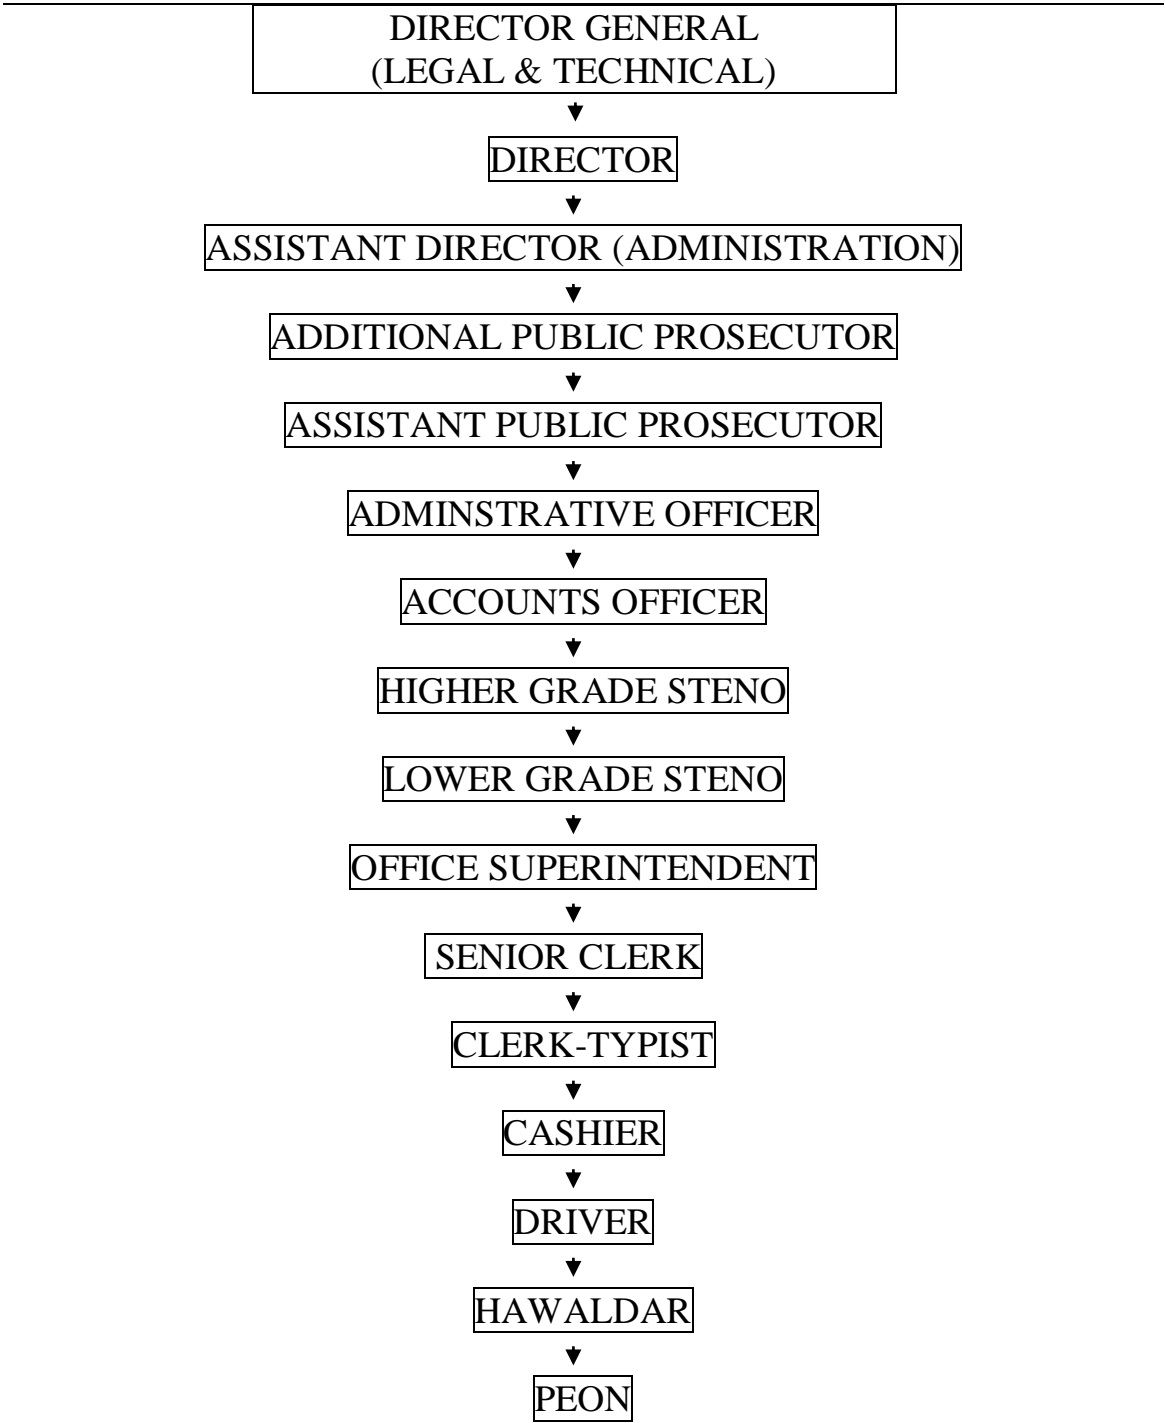 DIRECTOR GENERAL
(LEGAL & TECHNICAL)
DIRECTOR
ASSISTANT DIRECTOR (ADMINISTRATION)
ADDITIONAL PUBLIC PROSECUTOR
ASSISTANT PUBLIC PROSECUTOR
ADMINSTRATIVE OFFICER
ACCOUNTS OFFICER
HIGHER GRADE STENO
LOWER GRADE STENO
OFFICE SUPERINTENDENT
SENIOR CLERK
CLERK-TYPIST
CASHIER
DRIVER
HAWALDAR
PEON